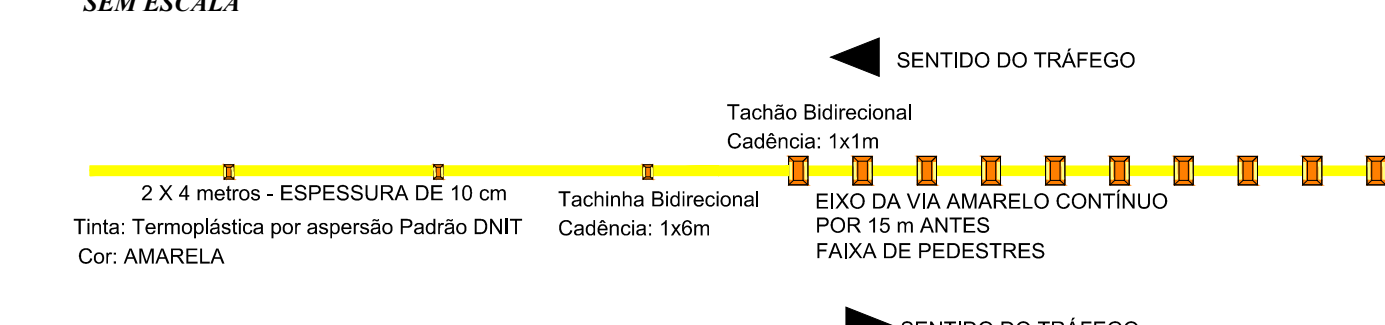 SEM ESCALA
SENTIDO DO TRÁFEGO
Tachão Bidirecional
Cadência: 1x1m
2 X 4 metros - ESPESSURA DE 10 cm
Tinta: Termoplástica por aspersão Padrão DNIT
Cor: AMARELA
Tachinha Bidirecional
Cadência: 1x6m
EIXO DA VIA AMARELO CONTÍNUO
POR 15 m ANTES
FAIXA DE PEDESTRES
SENTIDO DO TRÁFEGO